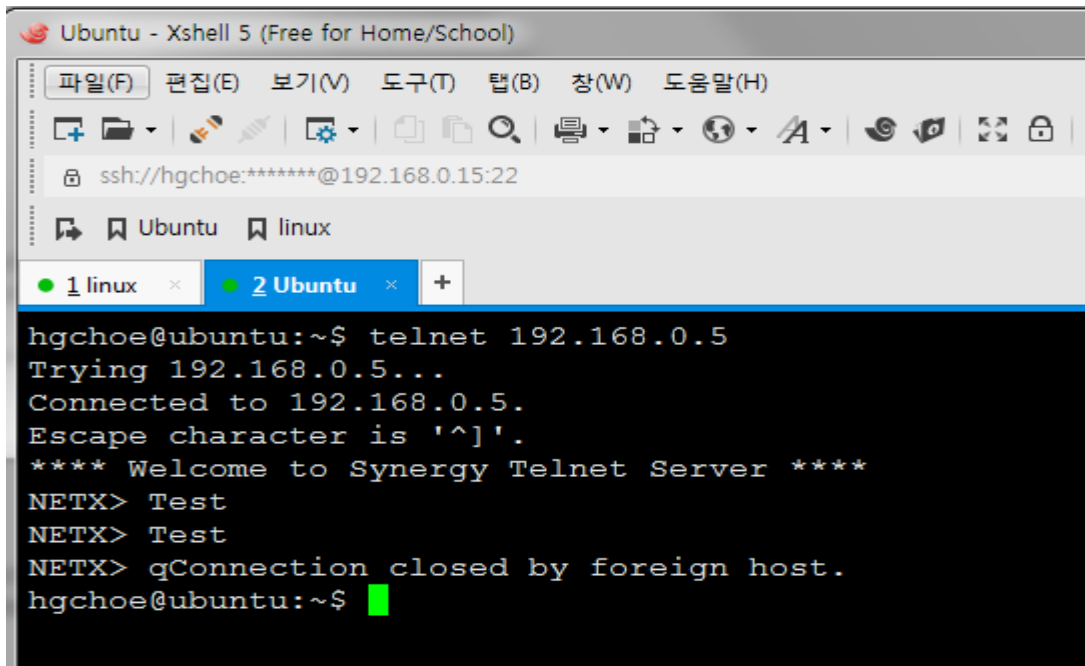 Ubuntu - Xshell 5 (Free for Home/School)
파일(F) 편집(E) 보기(V) 도구(T) 탭(B) 창(W) 도움말(H)
ssh://hgchoe:*******@192.168.0.15:22
Ubuntu linux
1 linux 2 Ubuntu +
hgchoe@ubuntu:~$ telnet 192.168.0.5
Trying 192.168.0.5...
Connected to 192.168.0.5.
Escape character is '^]'.
**** Welcome to Synergy Telnet Server ****
NETX> Test
NETX> Test
NETX> qConnection closed by foreign host.
hgchoe@ubuntu:~$